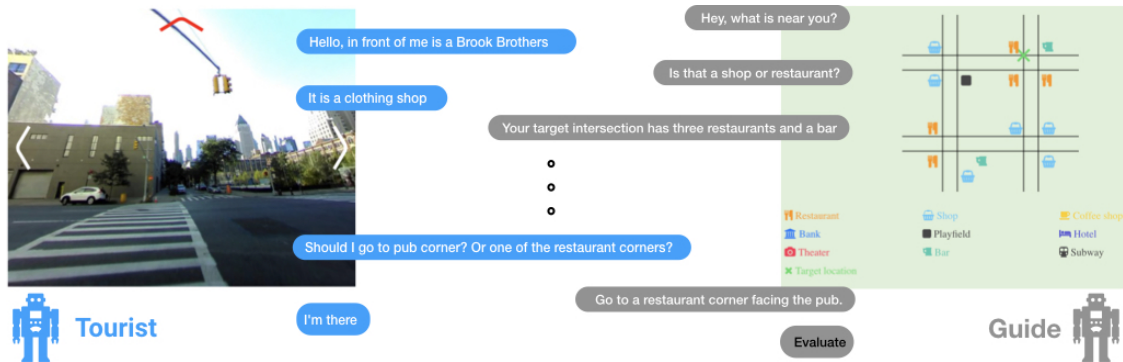 Hey, what is near you?
Hello, in front of me is a Brook Brothers
Is that a shop or restaurant?
It is a clothing shop
Your target intersection has three restaurants and a bar
Should I go to pub corner? Or one of the restaurant corners?
Go to a restaurant corner facing the pub.
I'm there
Evaluate
Restaurant Shop Coffee shop
Bank Playfield Hotel
Theater Bar Subway
Target location
Tourist
Guide